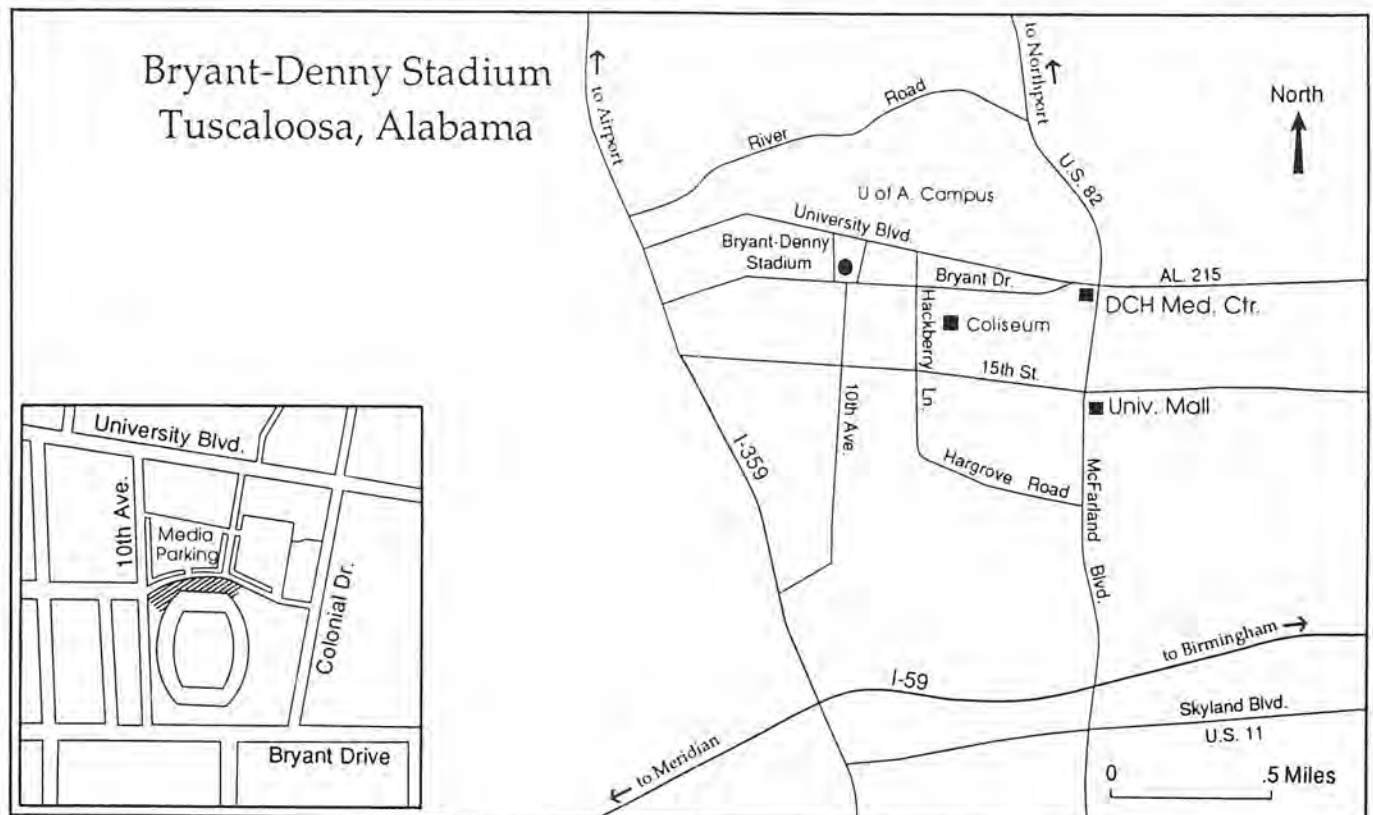 Bryant-Denny Stadium
Tuscaloosa, Alabama
to Airport
to Northport
North
River Road
U.S. 82
U of A. Campus
University Blvd.
Bryant-Denny
Stadium
Bryant Dr.
AL. 215
DCH Med. Ctr.
Hackberry Ln.
Coliseum
15th St.
10th Ave.
Univ. Mall
I-359
Hargrove Road
McFarland Blvd.
to Birmingham
I-59
Skyland Blvd.
U.S. 11
to Meridian
0 .5 Miles
University Blvd.
10th Ave.
Media
Parking
Colonial Dr.
Bryant Drive